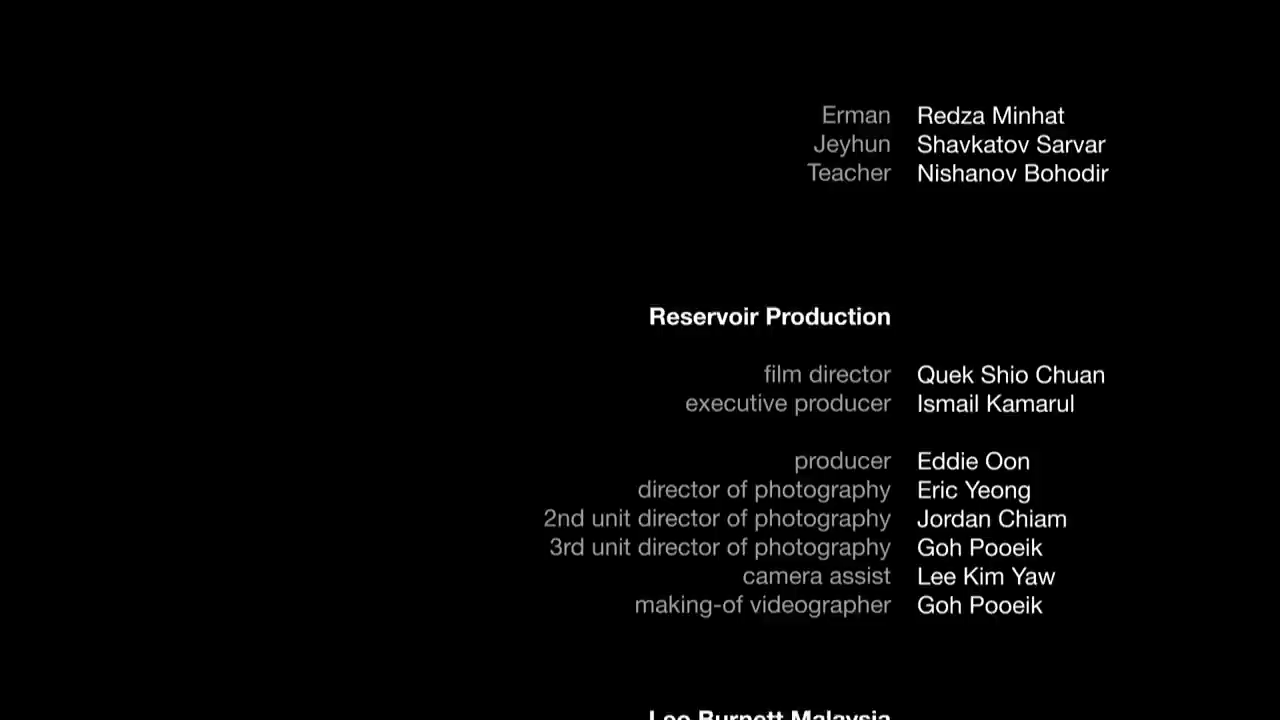 Erman Redza Minhat
Jeyhun Shavkatov Sarvar
Teacher Nishanov Bohodir
Reservoir Production
film director Quek Shio Chuan
executive producer Ismail Kamarul
producer Eddie Oon
director of photography Eric Yeong
2nd unit director of photography Jordan Chiam
3rd unit director of photography Goh Pooeik
camera assist Lee Kim Yaw
making-of videographer Goh Pooeik
Leo Burnett Malaysia